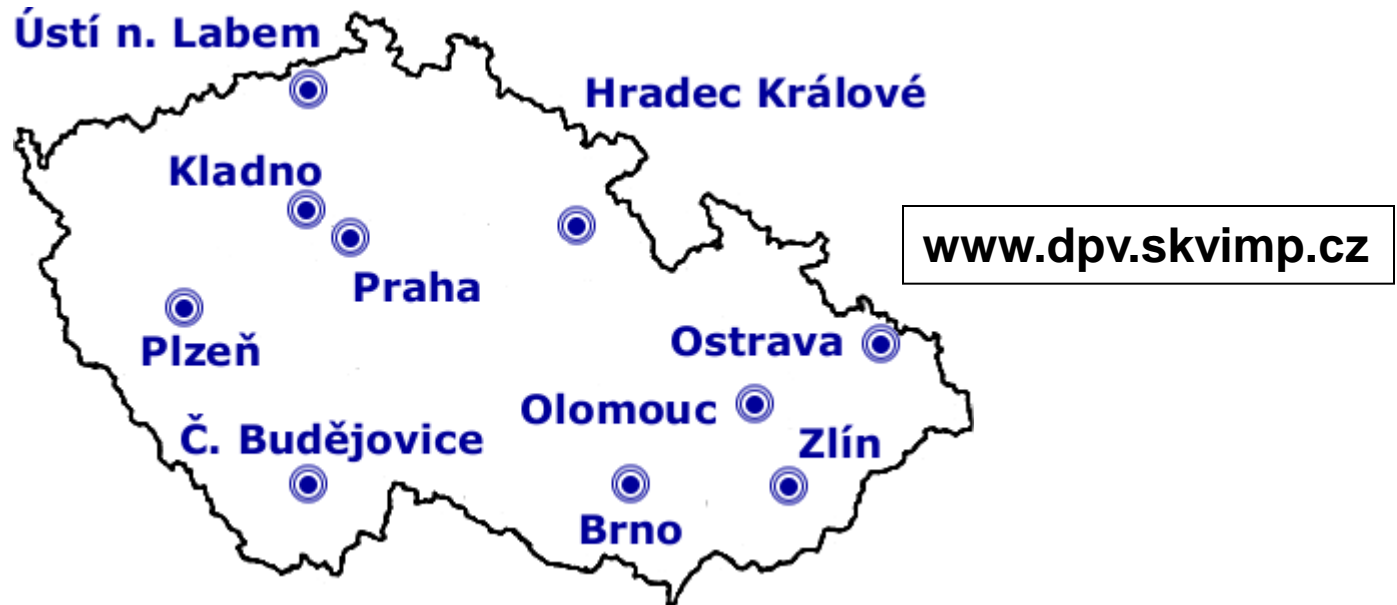 Ústí n. Labem
Hradec Králové
Kladno
www.dpv.skvimp.cz
Praha
Plzeň
Ostrava
Olomouc
Č. Budějovice
Zlín
Brno